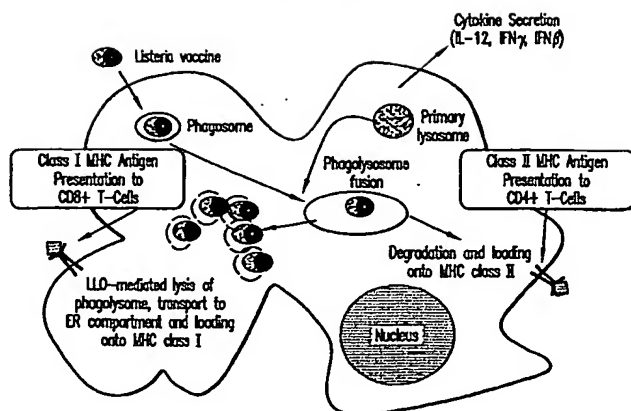 Cytokine Secretion
(IL-12, IFNγ, IFNβ)
Listeria vaccine
Phagosome
Primary
lysosome
Class I MHC Antigen
Presentation to
CD8+ T-Cells
Phagolysosome
fusion
Class II MHC Antigen
Presentation to
CD4+ T-Cells
Degradation and loading
onto MHC class II
LLO-mediated lysis of
phagolysome, transport to
ER compartment and loading
onto MHC class I
Nucleus